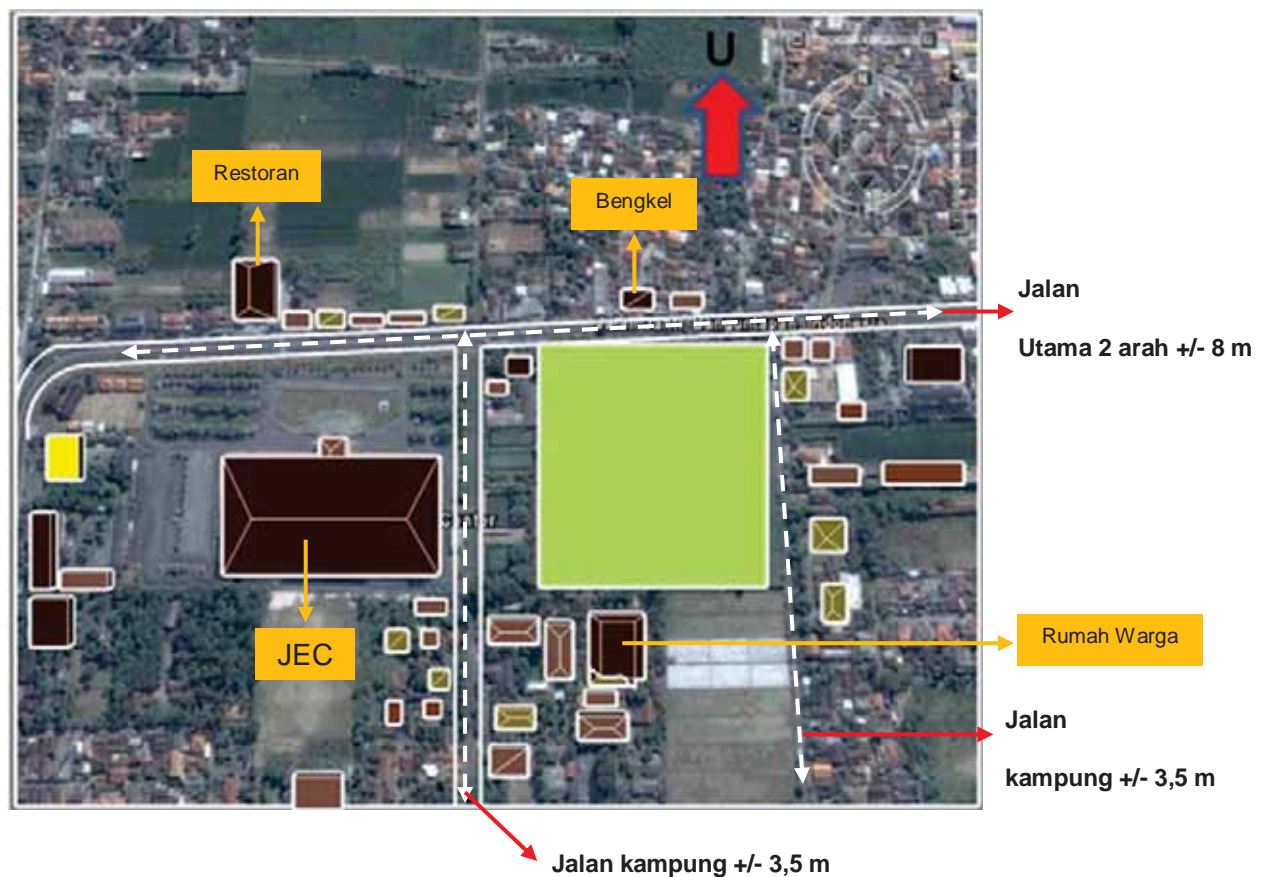 U
Restoran
Bengkel
Jalan
Utama 2 arah +/- 8 m
JEC
Rumah Warga
Jalan
kampung +/- 3,5 m
Jalan kampung +/- 3,5 m